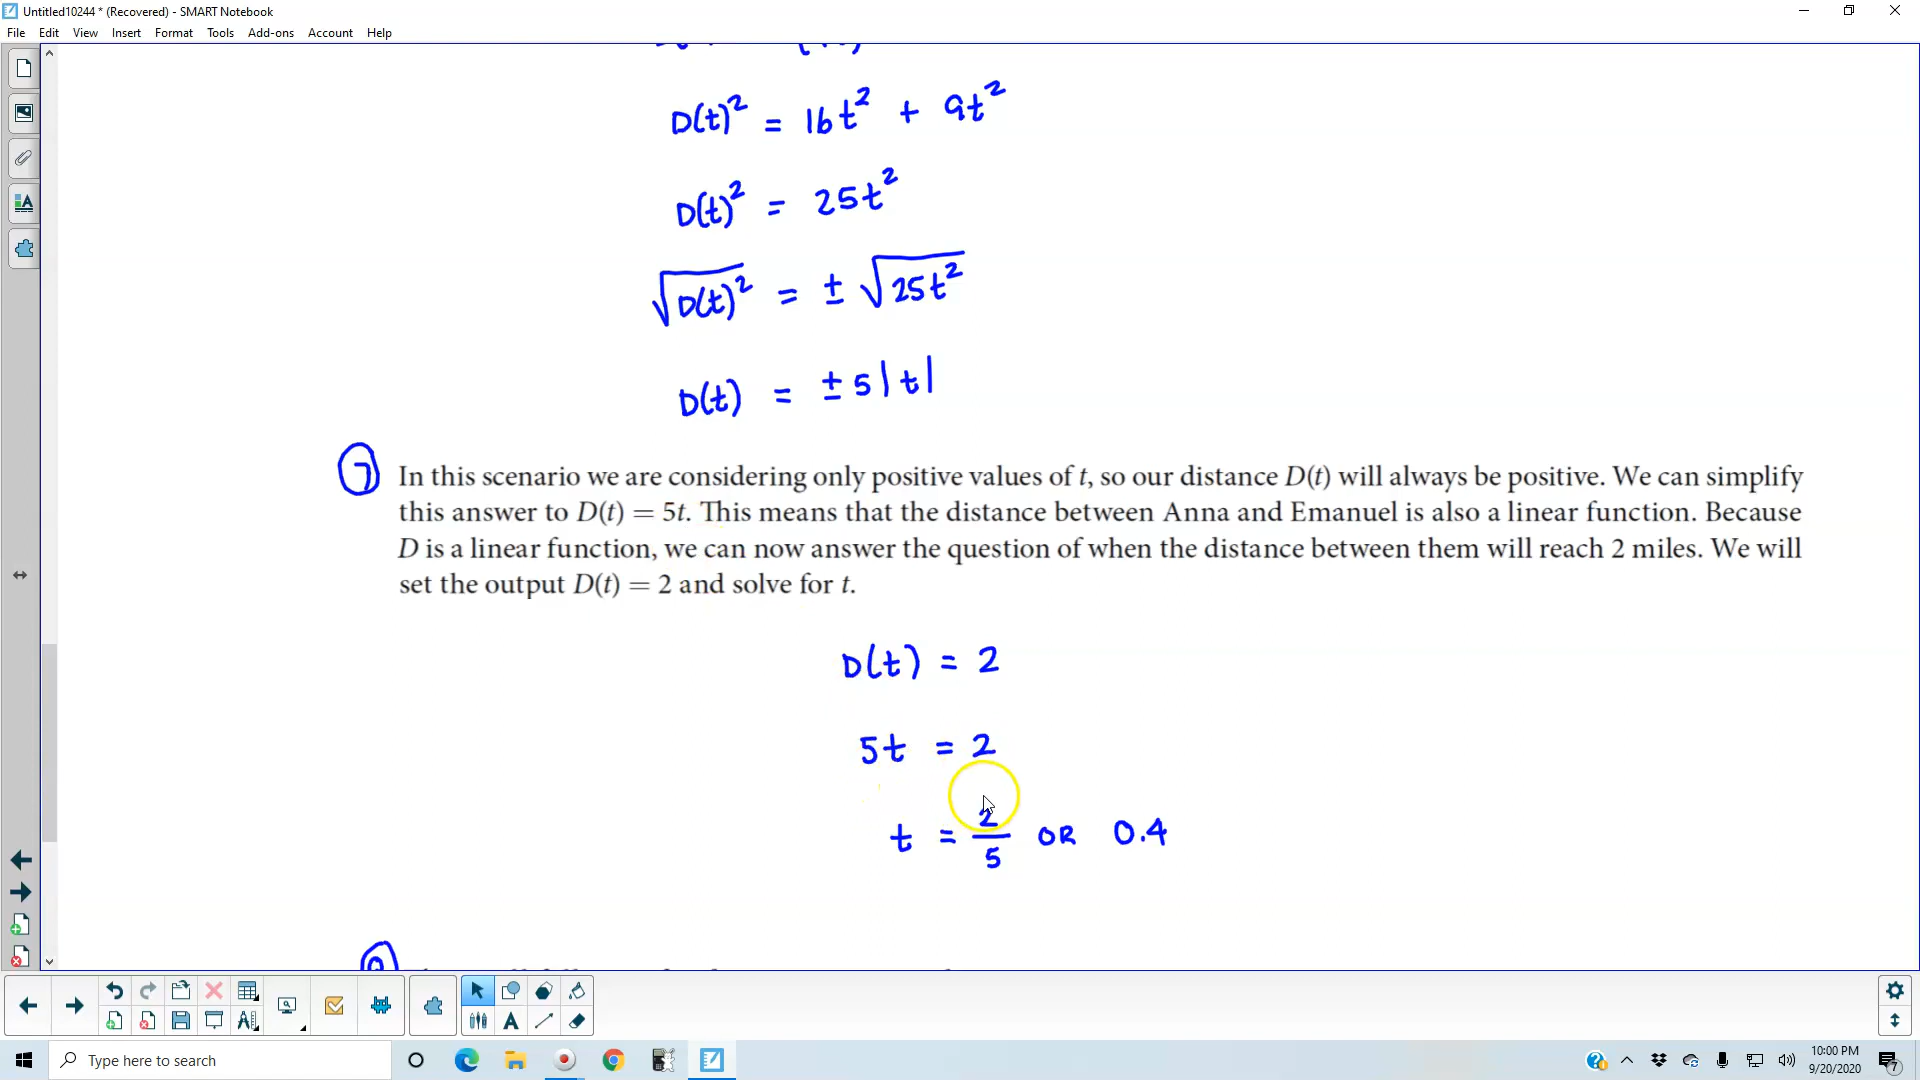 Untitled10244 * (Recovered) - SMART Notebook
File Edit View Insert Format Tools Add-ons Account Help
D(t)² = 16t² + 9t²
D(t)² = 25t²
√D(t)² = ± √25t²
D(t) = ± 5|t|
7 In this scenario we are considering only positive values of t, so our distance D(t) will always be positive. We can simplify
this answer to D(t) = 5t. This means that the distance between Anna and Emanuel is also a linear function. Because
D is a linear function, we can now answer the question of when the distance between them will reach 2 miles. We will
set the output D(t) = 2 and solve for t.
D(t) = 2
5t = 2
t = 2/5 OR 0.4
Type here to search
10:00 PM
9/20/2020
7